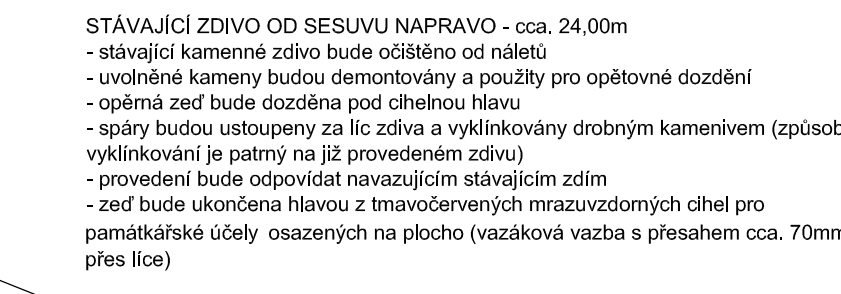 STÁVAJÍCÍ ZDIVO OD SESUVU NAPRAVO - cca. 24,00m
- stávající kamenné zdivo bude očištěno od náletů
- uvolněné kameny budou demontovány a použity pro opětovné dozdění
- opěrná zeď bude dozděna pod cihelnou hlavu
- spáry budou ustoupeny za líc zdiva a vyklínkovány drobným kamenivem (způsob
vyklínkování je patrný na již provedeném zdivu)
- provedení bude odpovídat navazujícím stávajícím zdím
- zeď bude ukončena hlavou z tmavočervených mrazuvzdorných cihel pro
památkářské účely osazených na plocho (vazáková vazba s přesahem cca. 70mm
přes líce)